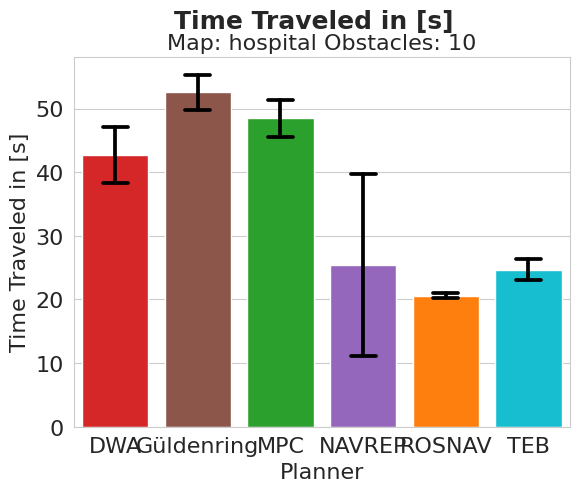 Time Traveled in [s]
Map: hospital Obstacles: 10
Time Traveled in [s]
50
40
30
20
10
0
DWA Güldenring MPC NAVREP ROSNAV TEB
Planner